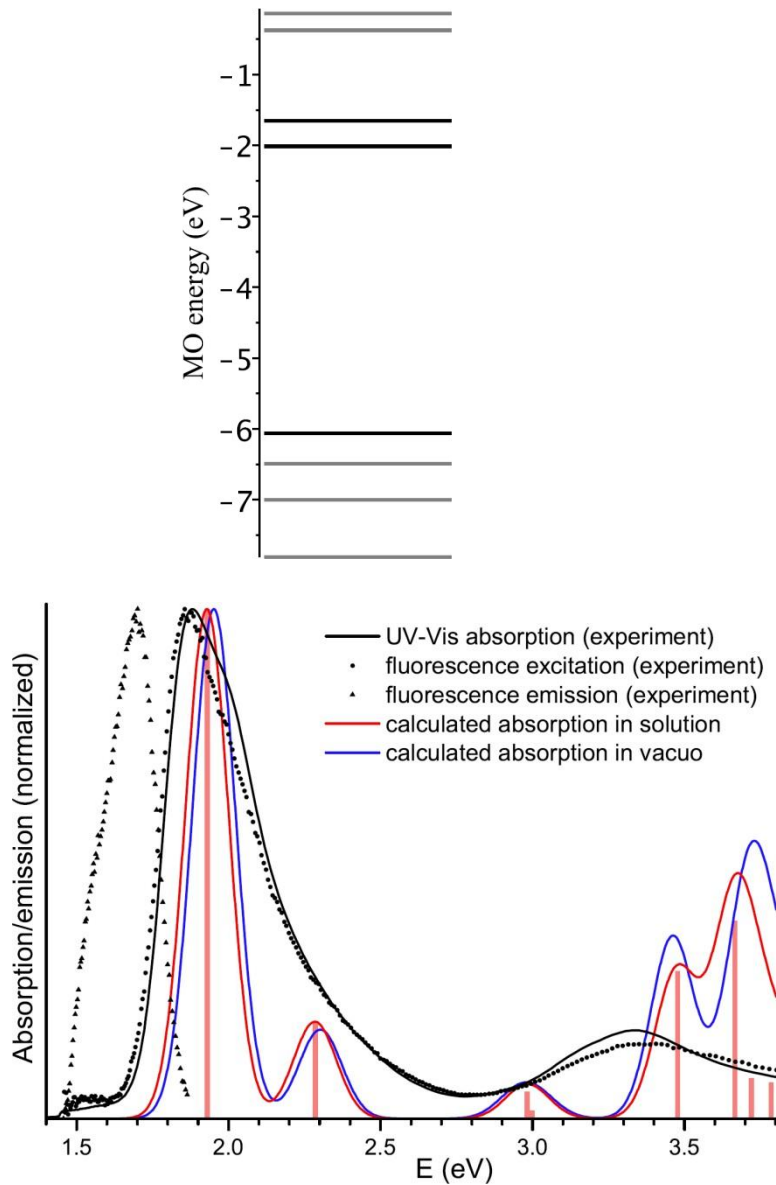 -1
-2
-3
-4
-5
-6
-7
MO energy (eV)
UV-Vis absorption (experiment)
fluorescence excitation (experiment)
fluorescence emission (experiment)
calculated absorption in solution
calculated absorption in vacuo
Absorption/emission (normalized)
1.5 2.0 2.5 3.0 3.5
E (eV)